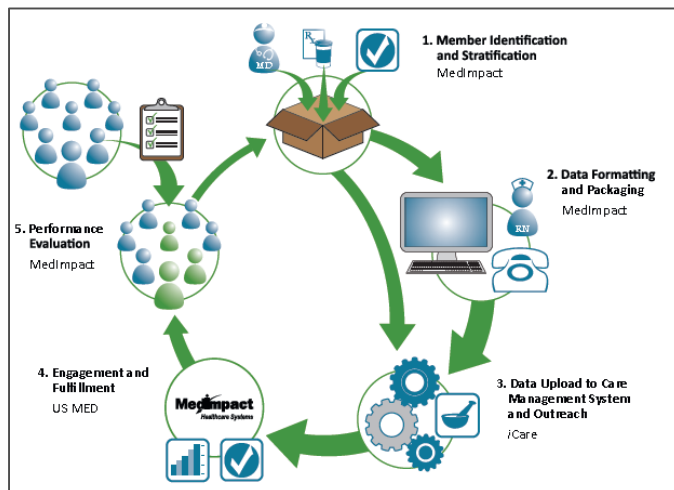 MD
Rx
1. Member Identification
and Stratification
MedImpact
2. Data Formatting
and Packaging
MedImpact
RN
5. Performance
Evaluation
MedImpact
4. Engagement and
Fulfillment
US MED
MedImpact
Healthcare Systems
3. Data Upload to Care
Management System
and Outreach
iCare